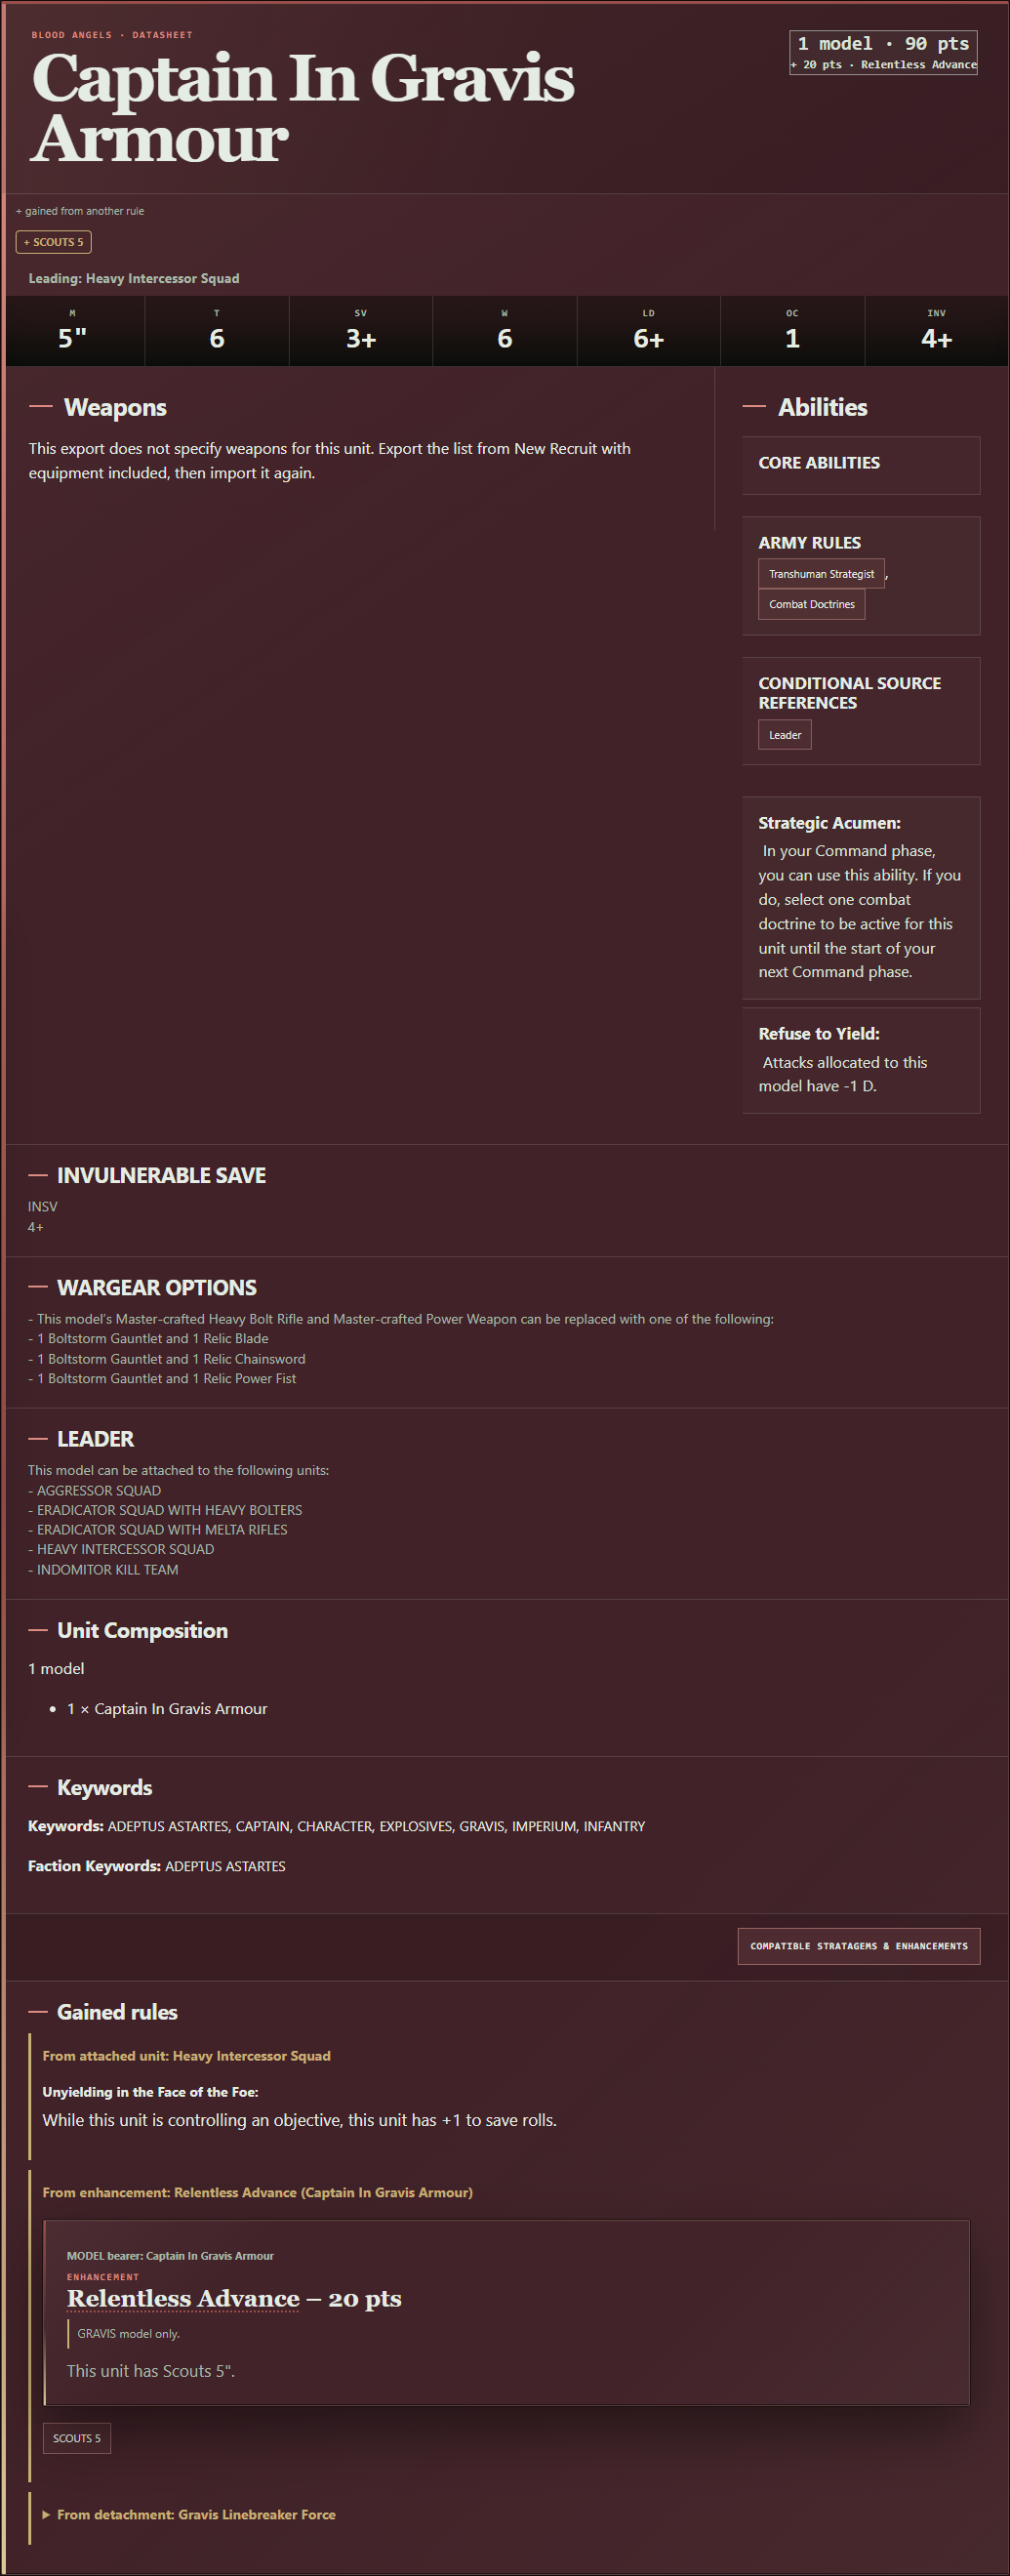 BLOOD ANGELS · DATASHEET
Captain In Gravis
Armour
1 model · 90 pts
+ 20 pts · Relentless Advance
+ gained from another rule
+ SCOUTS 5
Leading: Heavy Intercessor Squad
M
5"
T
6
SV
3+
W
6
LD
6+
OC
1
INV
4+
Weapons
This export does not specify weapons for this unit. Export the list from New Recruit with
equipment included, then import it again.
Abilities
CORE ABILITIES
ARMY RULES
Transhuman Strategist,
Combat Doctrines
CONDITIONAL SOURCE
REFERENCES
Leader
Strategic Acumen:
In your Command phase,
you can use this ability. If you
do, select one combat
doctrine to be active for this
unit until the start of your
next Command phase.
Refuse to Yield:
Attacks allocated to this
model have -1 D.
INVULNERABLE SAVE
INSV
4+
WARGEAR OPTIONS
- This model's Master-crafted Heavy Bolt Rifle and Master-crafted Power Weapon can be replaced with one of the following:
- 1 Boltstorm Gauntlet and 1 Relic Blade
- 1 Boltstorm Gauntlet and 1 Relic Chainsword
- 1 Boltstorm Gauntlet and 1 Relic Power Fist
LEADER
This model can be attached to the following units:
- AGGRESSOR SQUAD
- ERADICATOR SQUAD WITH HEAVY BOLTERS
- ERADICATOR SQUAD WITH MELTA RIFLES
- HEAVY INTERCESSOR SQUAD
- INDOMITOR KILL TEAM
Unit Composition
1 model
• 1 × Captain In Gravis Armour
Keywords
Keywords: ADEPTUS ASTARTES, CAPTAIN, CHARACTER, EXPLOSIVES, GRAVIS, IMPERIUM, INFANTRY
Faction Keywords: ADEPTUS ASTARTES
COMPATIBLE STRATAGEMS & ENHANCEMENTS
Gained rules
From attached unit: Heavy Intercessor Squad
Unyielding in the Face of the Foe:
While this unit is controlling an objective, this unit has +1 to save rolls.
From enhancement: Relentless Advance (Captain In Gravis Armour)
MODEL bearer: Captain In Gravis Armour
ENHANCEMENT
Relentless Advance — 20 pts
GRAVIS model only.
This unit has Scouts 5".
SCOUTS 5
▶ From detachment: Gravis Linebreaker Force